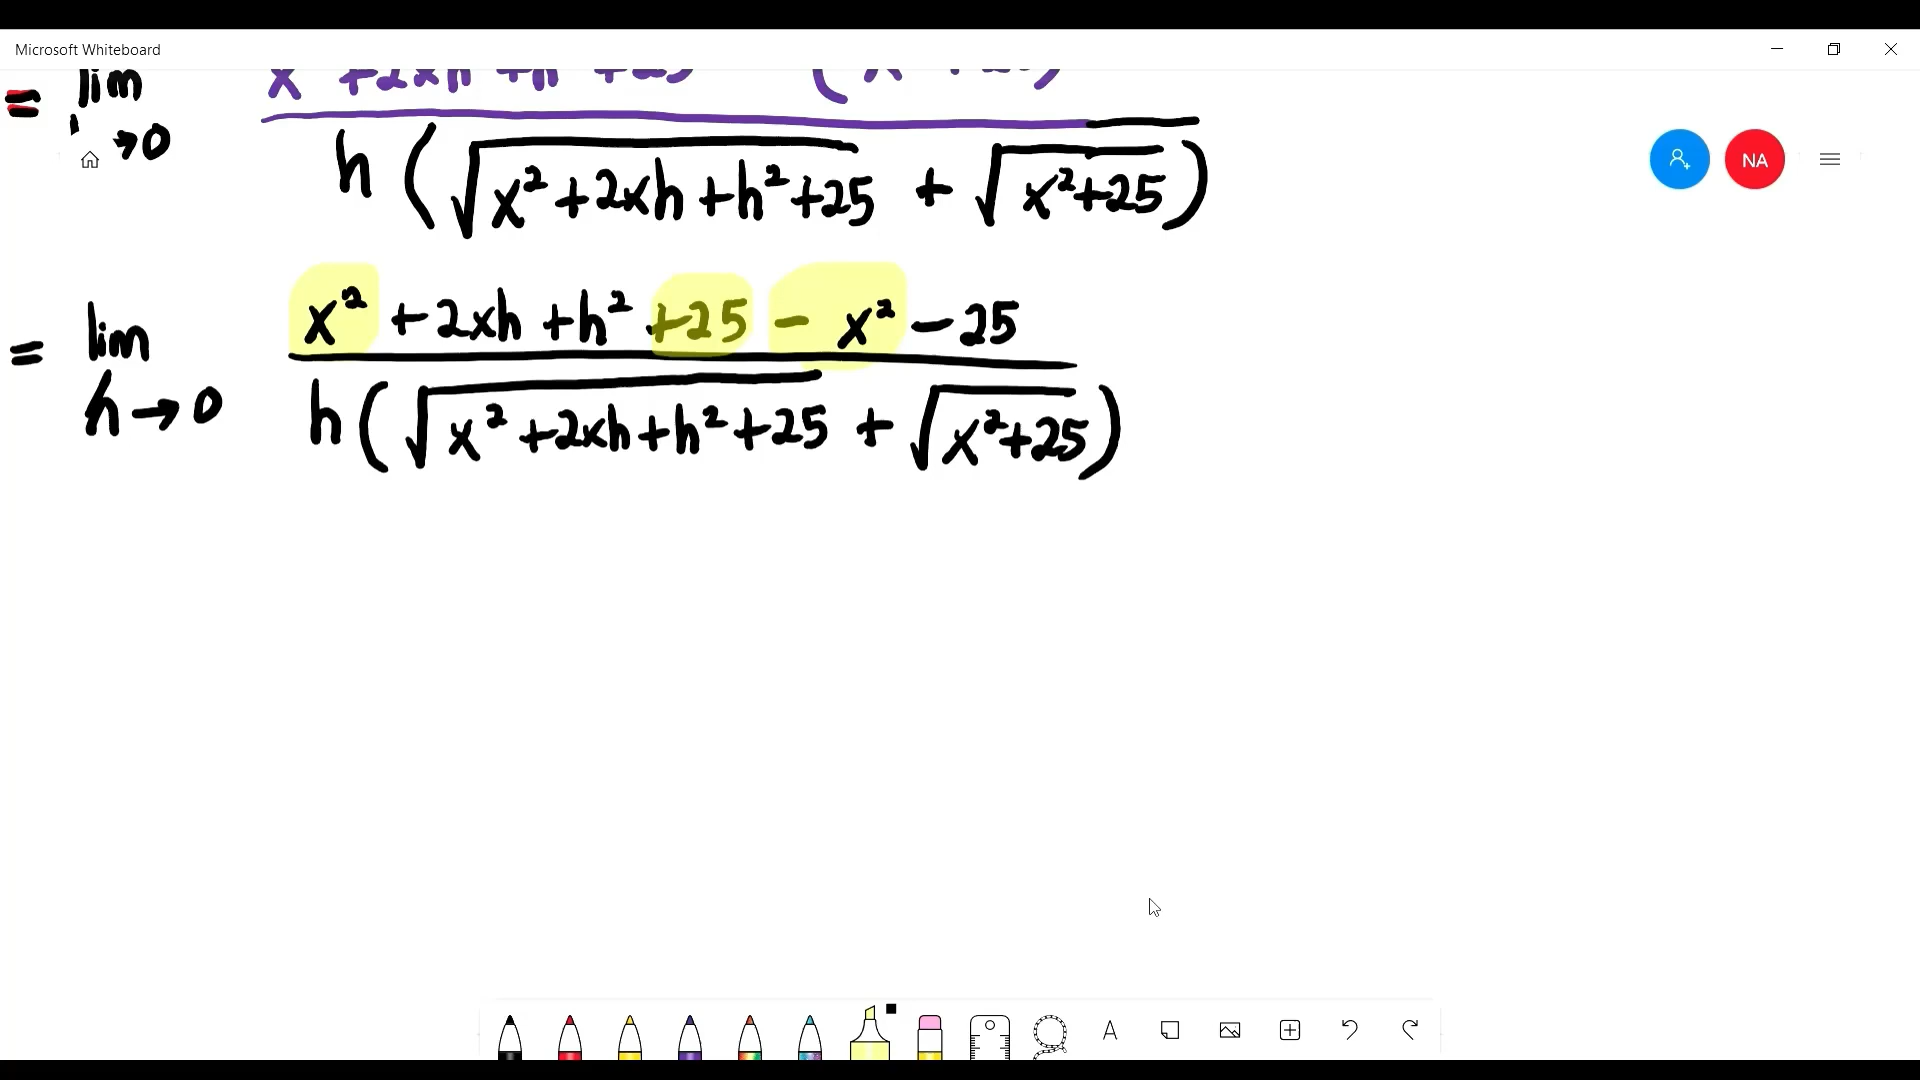 Microsoft Whiteboard
= lim
→0
h ( √x² + 2xh + h² + 25 + √x² + 25 )
NA
= lim
h → 0
x² + 2xh + h² + 25 - x² - 25
h ( √x² + 2xh + h² + 25 + √x² + 25 )